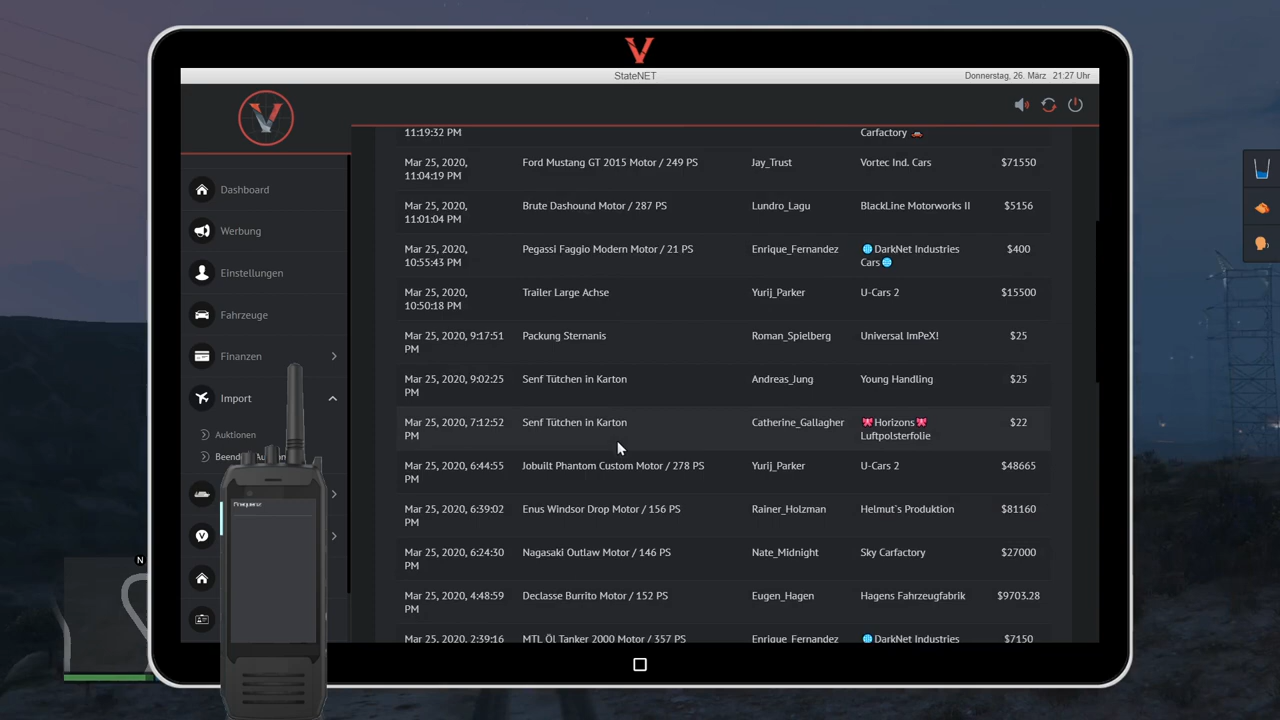 StateNET
Donnerstag, 26. März 21:27 Uhr
11:19:32 PM
Carfactory 🚗
Mar 25, 2020, 11:04:19 PM Ford Mustang GT 2015 Motor / 249 PS Jay_Trust Vortec Ind. Cars $71550
Mar 25, 2020, 11:01:04 PM Brute Dashound Motor / 287 PS Lundro_Lagu BlackLine Motorworks II $5156
Mar 25, 2020, 10:55:43 PM Pegassi Faggio Modern Motor / 21 PS Enrique_Fernandez 🌐DarkNet Industries Cars🌐 $400
Mar 25, 2020, 10:50:18 PM Trailer Large Achse Yurij_Parker U-Cars 2 $15500
Mar 25, 2020, 9:17:51 PM Packung Sternanis Roman_Spielberg Universal ImPeX! $25
Mar 25, 2020, 9:02:25 PM Senf Tütchen in Karton Andreas_Jung Young Handling $25
Mar 25, 2020, 7:12:52 PM Senf Tütchen in Karton Catherine_Gallagher 🎀Horizons🎀 Luftpolsterfolie $22
Mar 25, 2020, 6:44:55 PM Jobuilt Phantom Custom Motor / 278 PS Yurij_Parker U-Cars 2 $48665
Mar 25, 2020, 6:39:02 PM Enus Windsor Drop Motor / 156 PS Rainer_Holzman Helmut`s Produktion $81160
Mar 25, 2020, 6:24:30 PM Nagasaki Outlaw Motor / 146 PS Nate_Midnight Sky Carfactory $27000
Mar 25, 2020, 4:48:59 PM Declasse Burrito Motor / 152 PS Eugen_Hagen Hagens Fahrzeugfabrik $9703.28
Mar 25, 2020, 2:39:16 MTL Öl Tanker 2000 Motor / 357 PS Enrique_Fernandez 🌐DarkNet Industries $7150
Dashboard
Werbung
Einstellungen
Fahrzeuge
Finanzen
Import
Auktionen
N